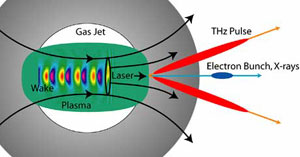 Gas Jet
THz Pulse
Laser
Electron Bunch, X-rays
Wake
Plasma